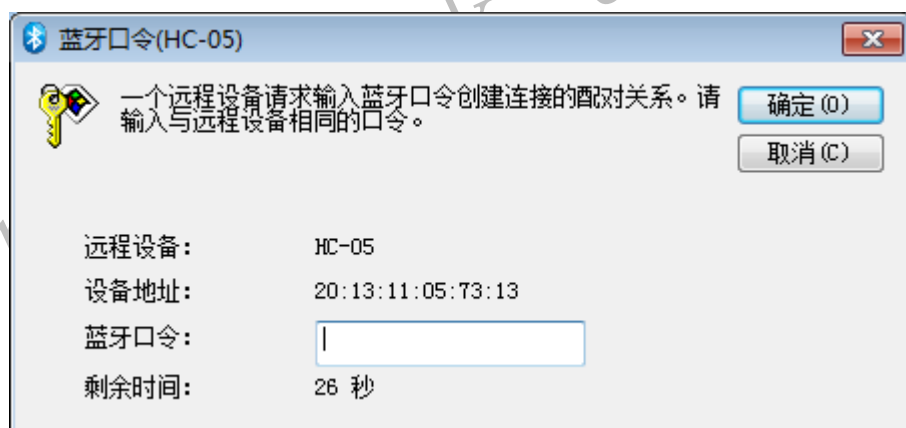 蓝牙口令(HC-05)
一个远程设备请求输入蓝牙口令创建连接的配对关系。请
输入与远程设备相同的口令。
确定(O)
取消(C)
远程设备: HC-05
设备地址: 20:13:11:05:73:13
蓝牙口令:
剩余时间: 26 秒